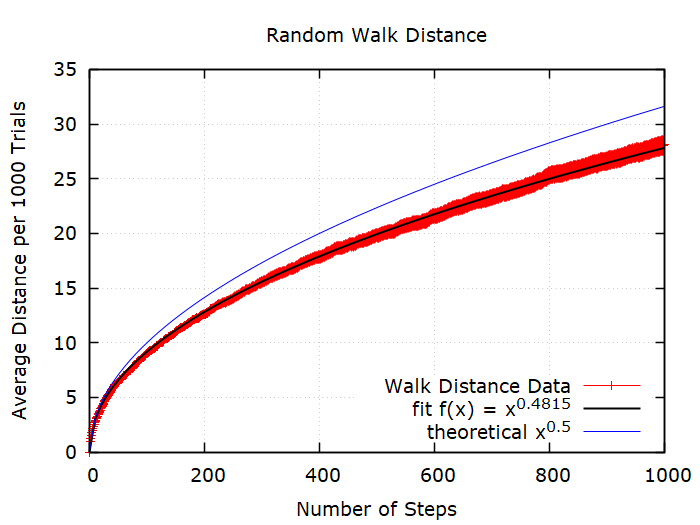 Random Walk Distance
Average Distance per 1000 Trials
35
30
25
20
15
10
5
0
Walk Distance Data
fit f(x) = x^0.4815
theoretical x^0.5
0 200 400 600 800 1000
Number of Steps